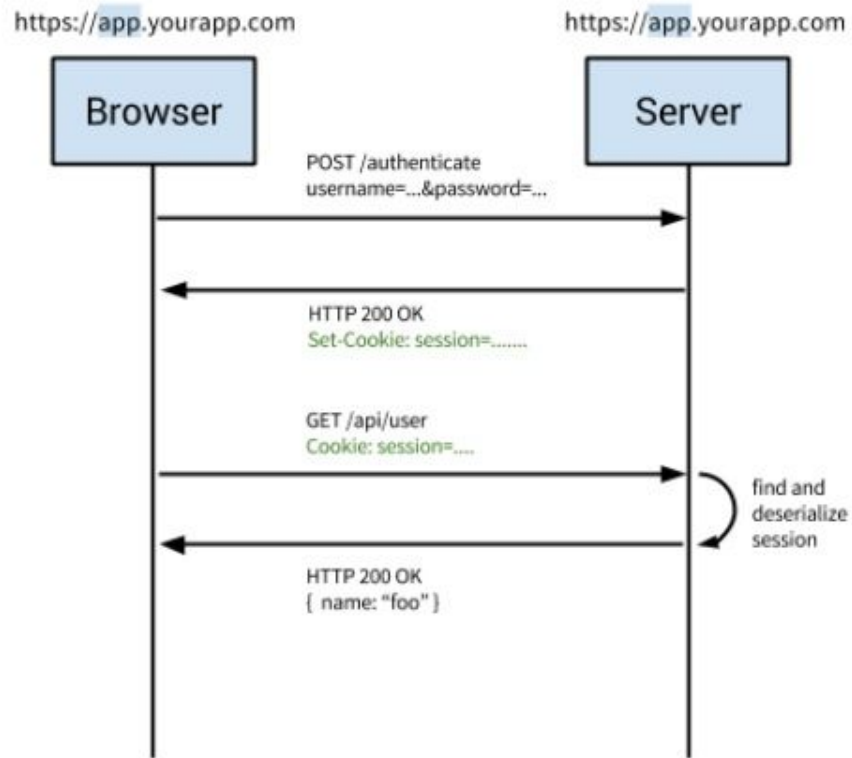 https://app.yourapp.com
https://app.yourapp.com
Browser
Server
POST /authenticate
username=...&password=...
HTTP 200 OK
Set-Cookie: session=.......
GET /api/user
Cookie: session=....
find and
deserialize
session
HTTP 200 OK
{ name: “foo” }